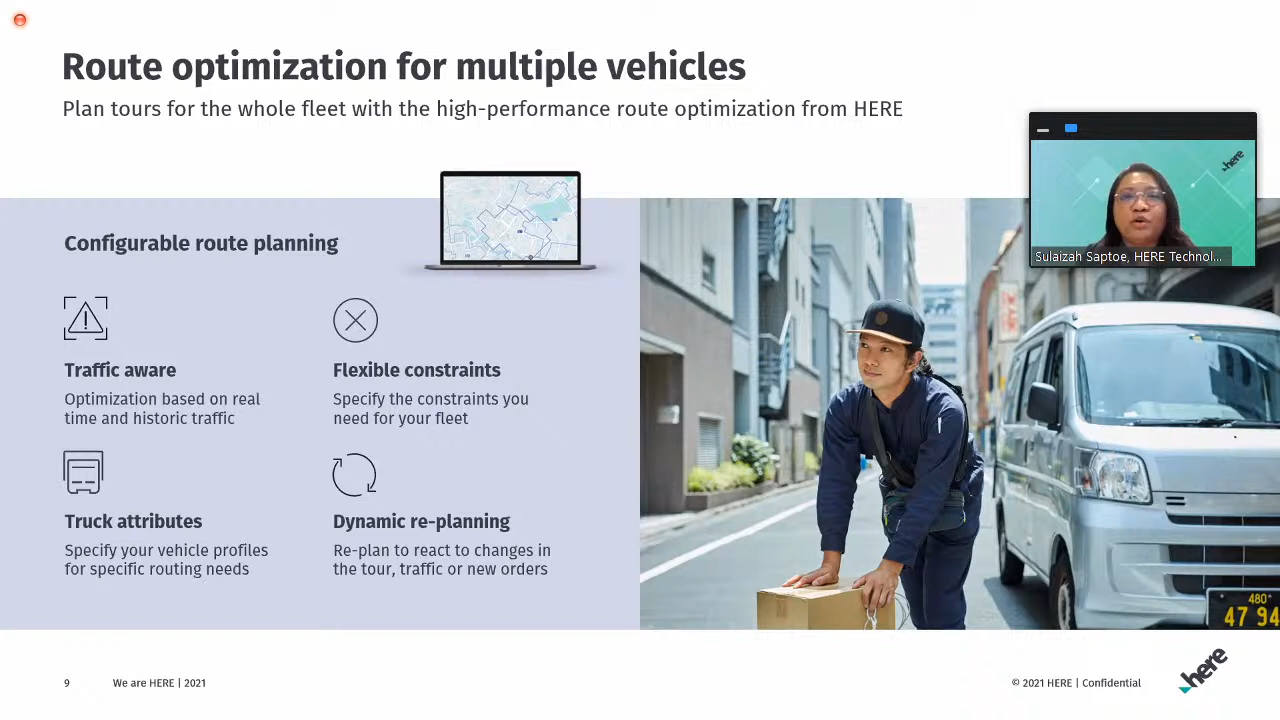 Route optimization for multiple vehicles
Plan tours for the whole fleet with the high-performance route optimization from HERE
here
Sulaizah Saptoe, HERE Technol...
Configurable route planning
Traffic aware
Optimization based on real
time and historic traffic
Flexible constraints
Specify the constraints you
need for your fleet
Truck attributes
Specify your vehicle profiles
for specific routing needs
Dynamic re-planning
Re-plan to react to changes in
the tour, traffic or new orders
480
47 94
9
We are HERE | 2021
© 2021 HERE | Confidential
here